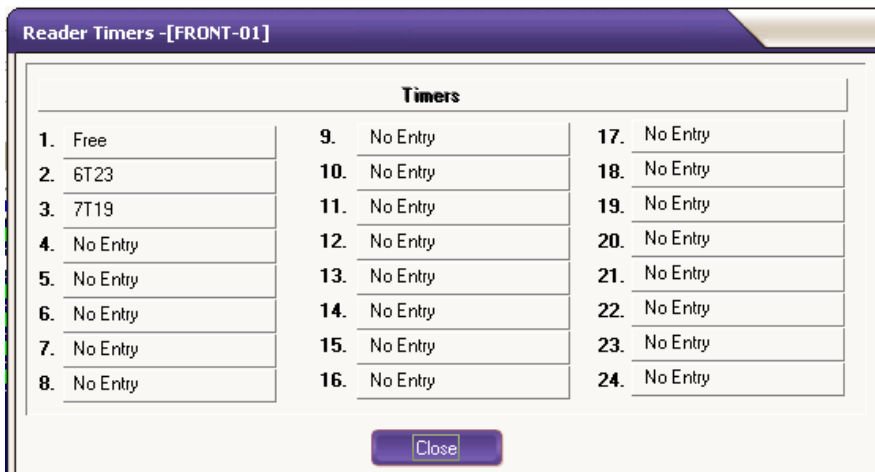 Reader Timers -[FRONT-01]
Timers
1. Free
2. 6T23
3. 7T19
4. No Entry
5. No Entry
6. No Entry
7. No Entry
8. No Entry
9. No Entry
10. No Entry
11. No Entry
12. No Entry
13. No Entry
14. No Entry
15. No Entry
16. No Entry
17. No Entry
18. No Entry
19. No Entry
20. No Entry
21. No Entry
22. No Entry
23. No Entry
24. No Entry
Close